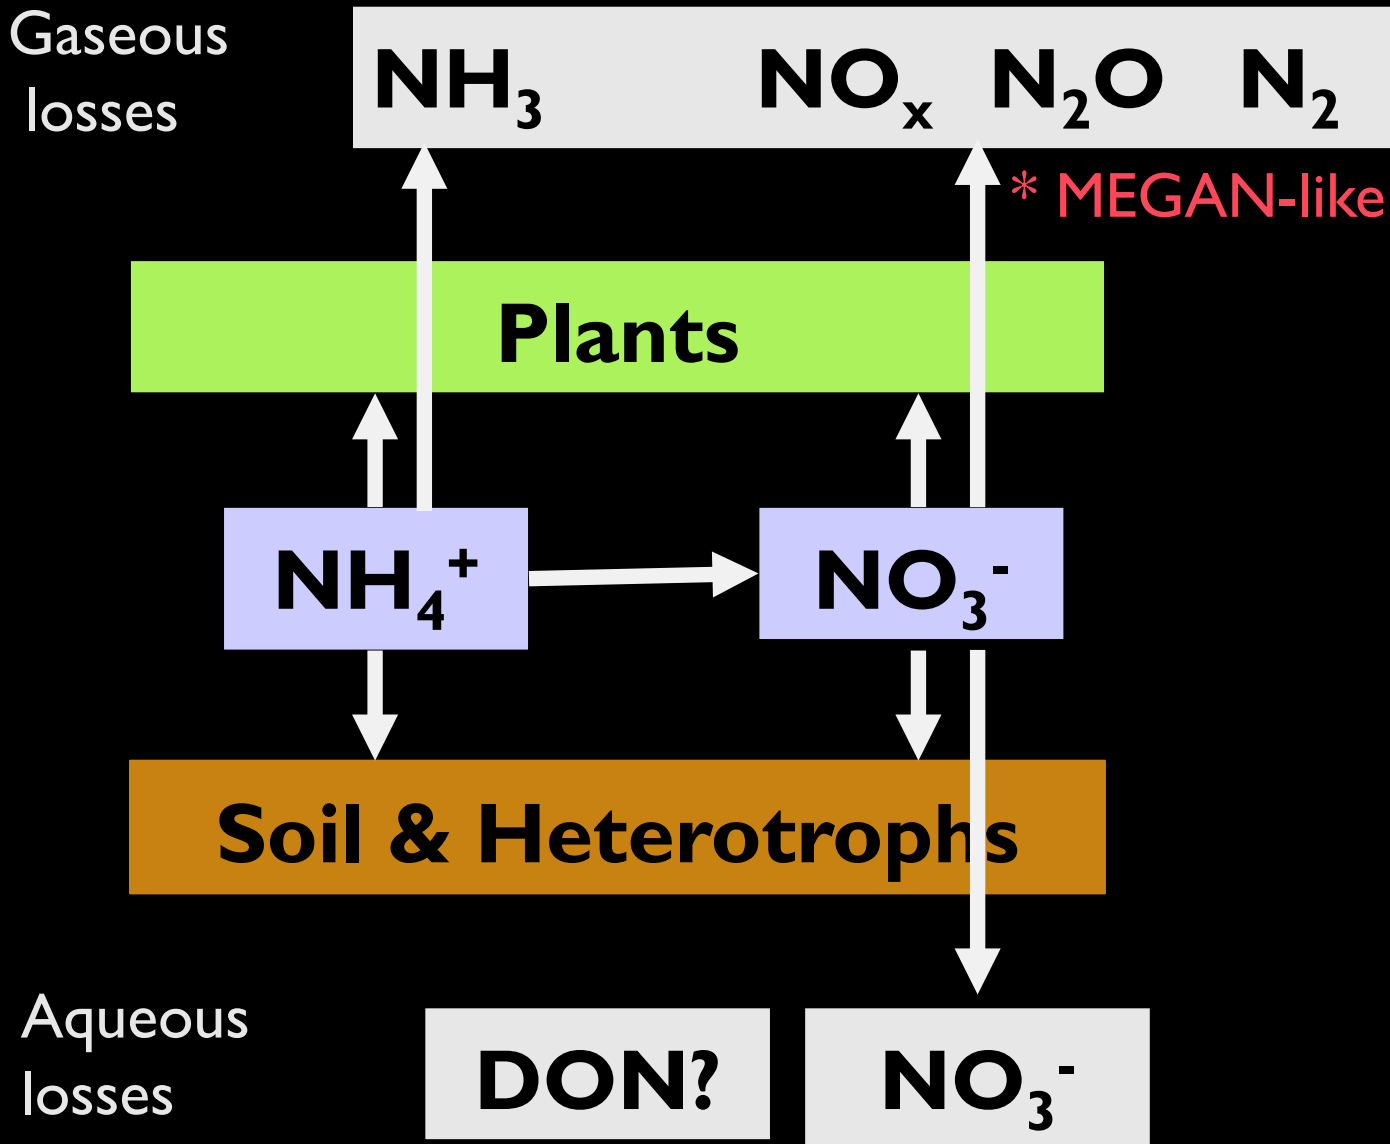 Gaseous
losses
NH₃ NOₓ N₂O N₂
* MEGAN-like
Plants
NH₄⁺ NO₃⁻
Soil & Heterotrophs
Aqueous
losses
DON? NO₃⁻